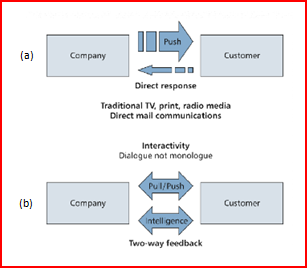 (a)
Company
Push
Customer
Direct response
Traditional TV, print, radio media
Direct mail communications
Interactivity
Dialogue not monologue
(b)
Company
Pull/Push
Intelligence
Customer
Two-way feedback